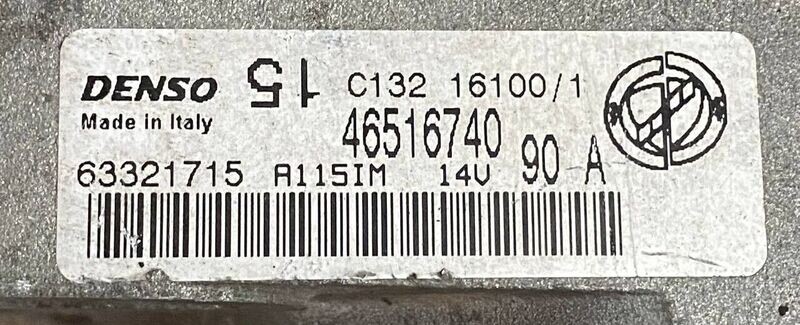 DENSO 15 C132 16100/1
Made in Italy 46516740
63321715 A115IM 14V 90 A